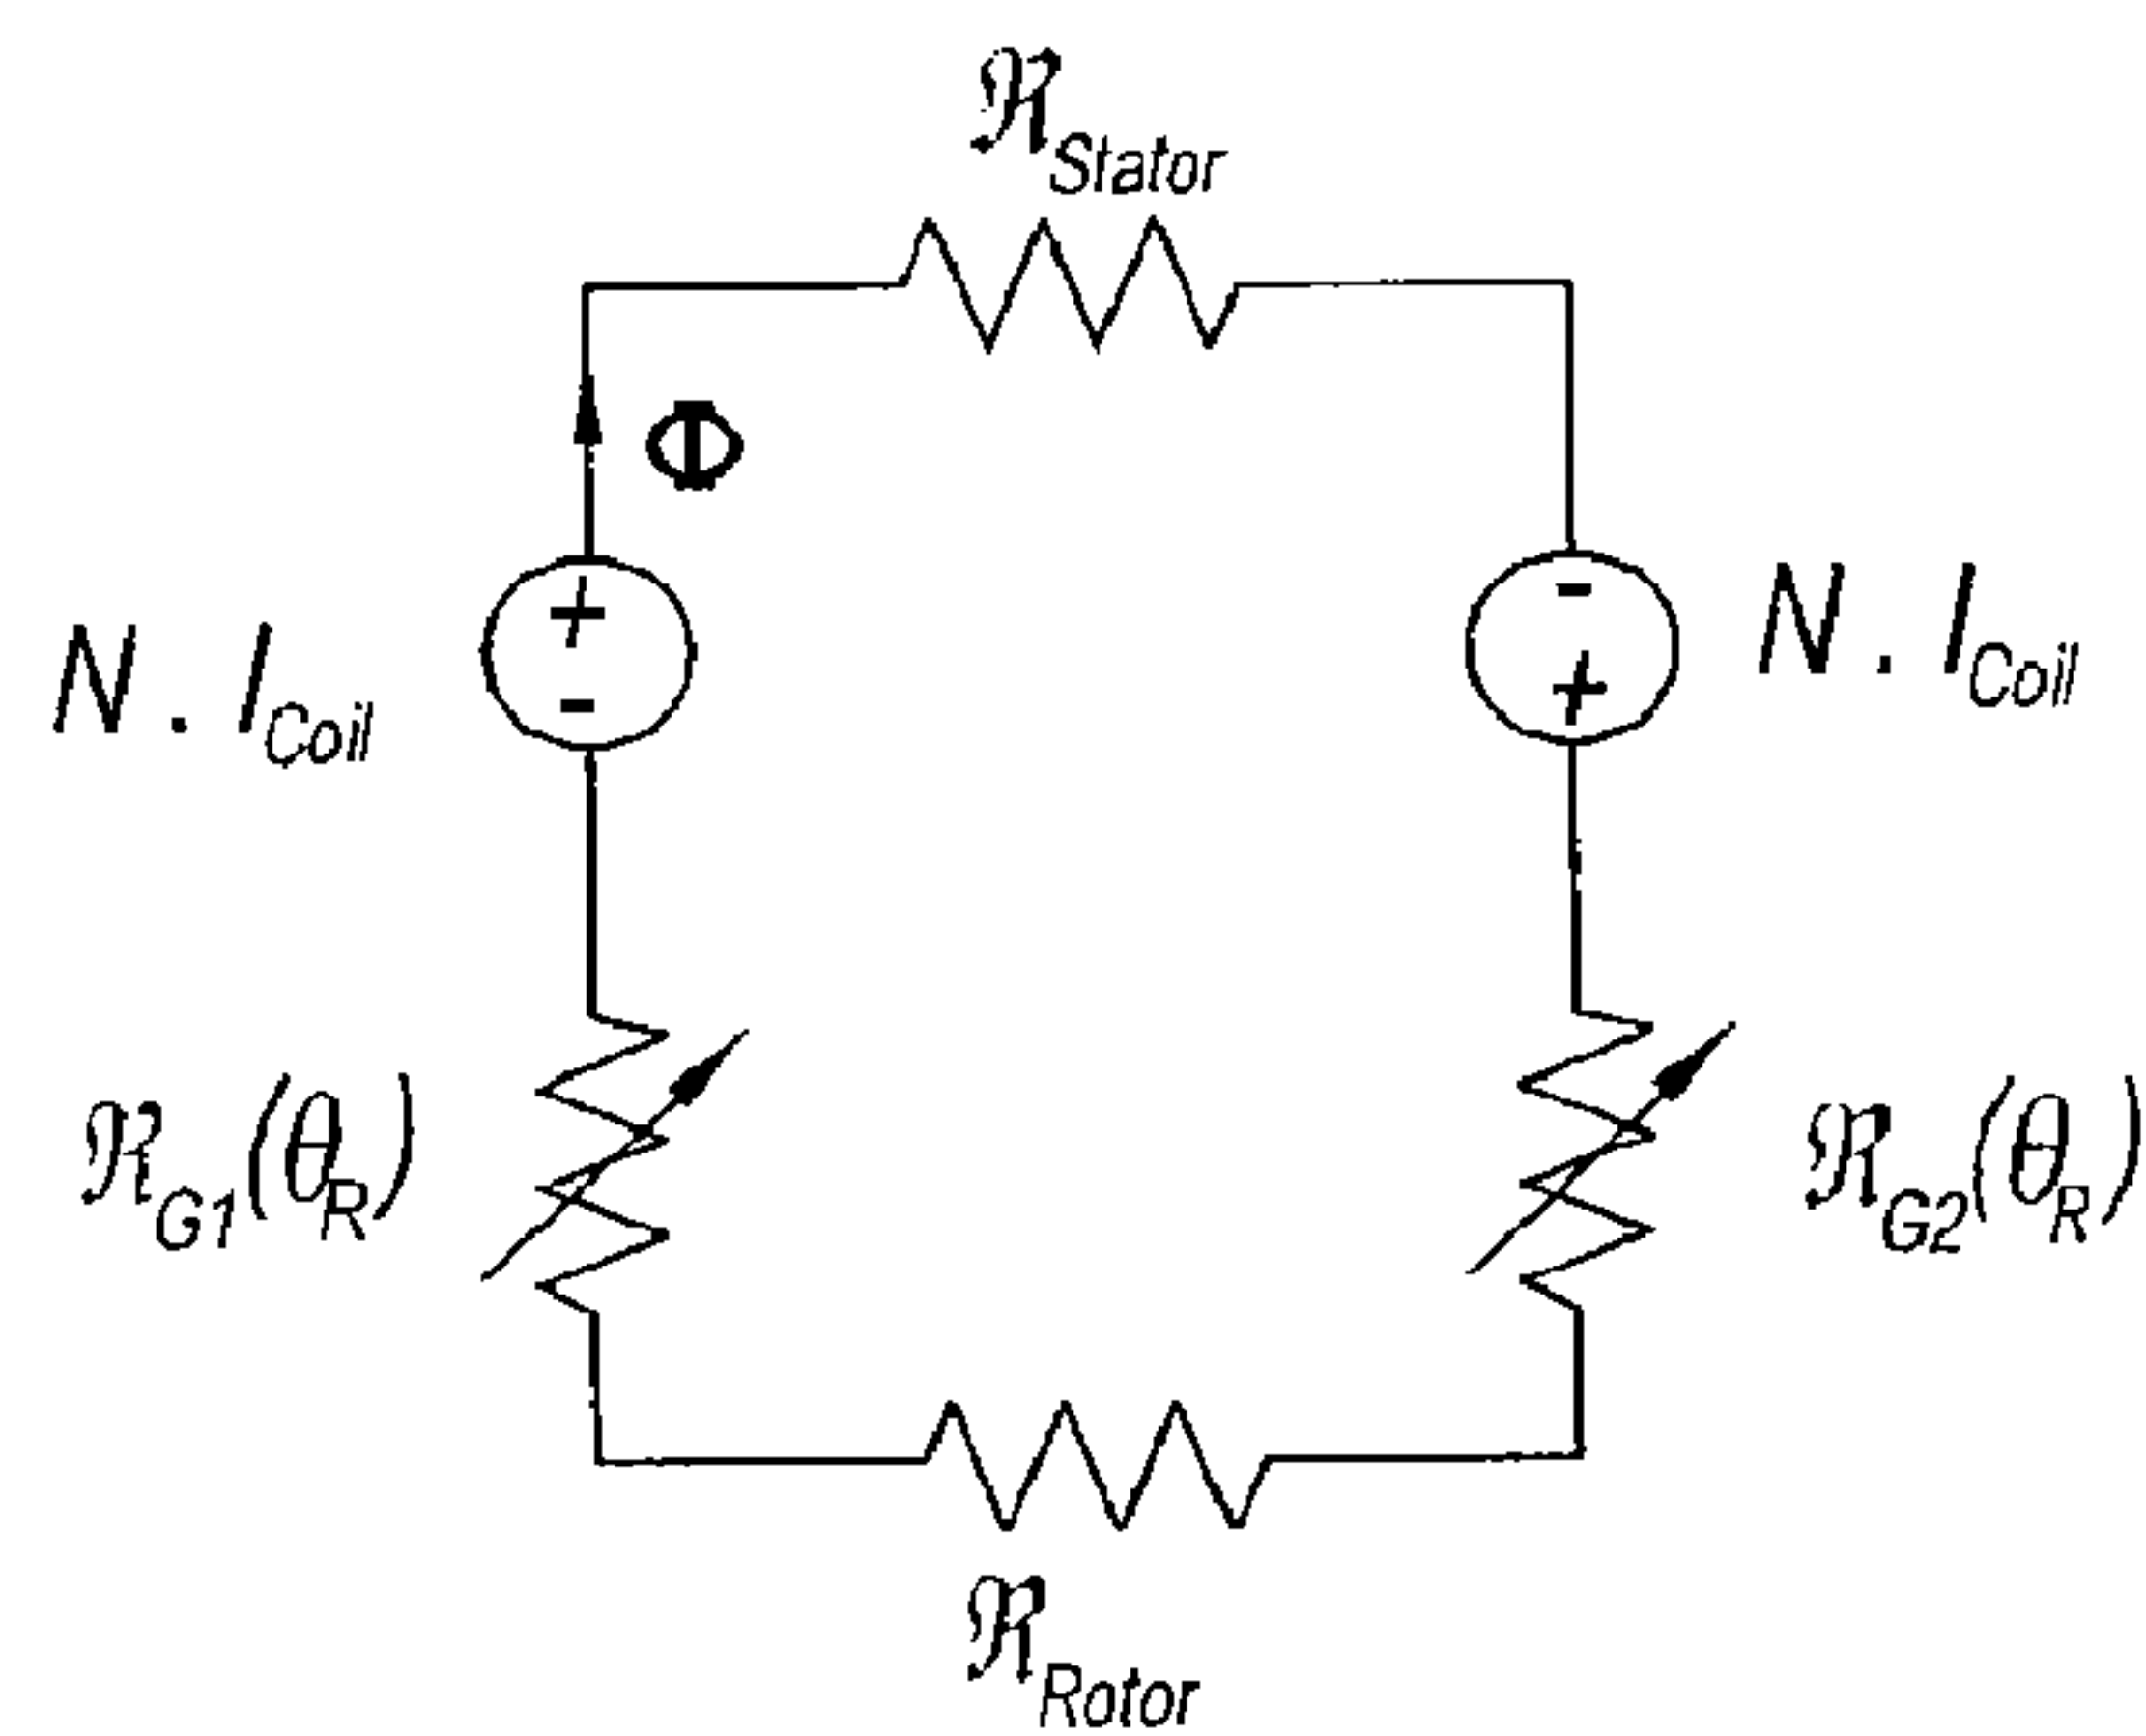 ℜStator
Φ
+
-
N . ICoil
-
+
N . ICoil
ℜG1(θR)
ℜG2(θR)
ℜRotor